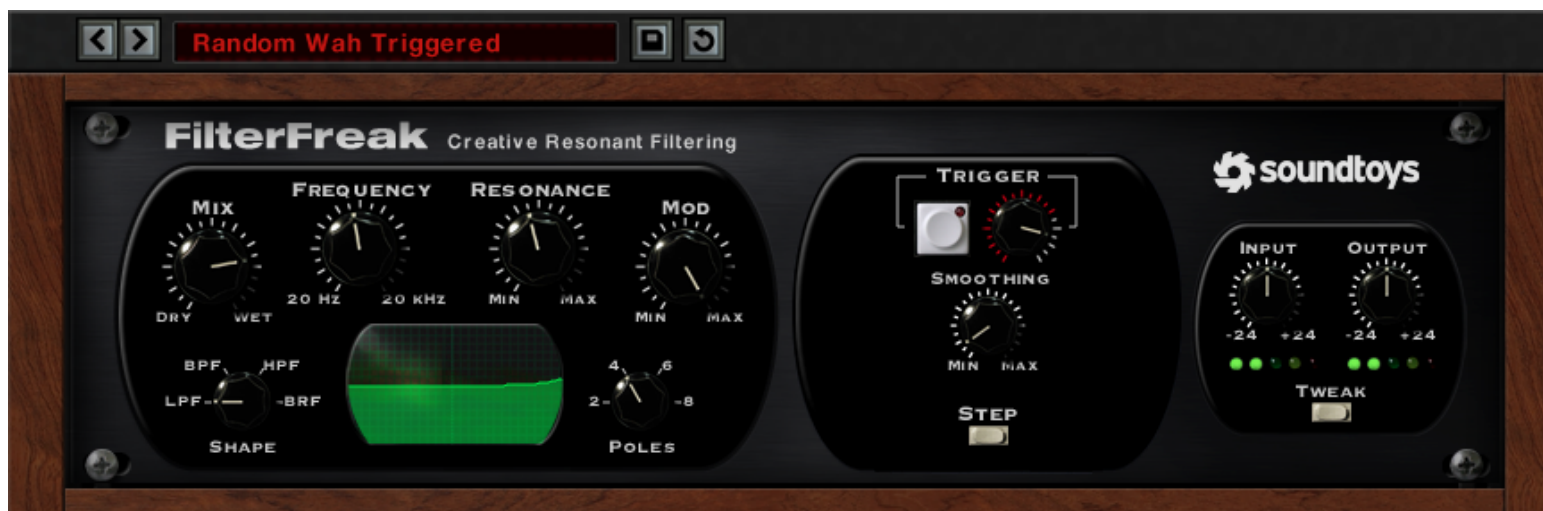 Random Wah Triggered
FilterFreak Creative Resonant Filtering
soundtoys
MIX
FREQUENCY
RESONANCE
MOD
DRY WET
20 HZ 20 KHZ
MIN MAX
MIN MAX
BPF HPF
LPF BRF
SHAPE
4 6
2 8
POLES
TRIGGER
SMOOTHING
MIN MAX
STEP
INPUT OUTPUT
-24 +24 -24 +24
TWEAK